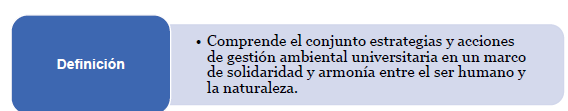 Definición
• Comprende el conjunto estrategias y acciones
de gestión ambiental universitaria en un marco
de solidaridad y armonía entre el ser humano y
la naturaleza.